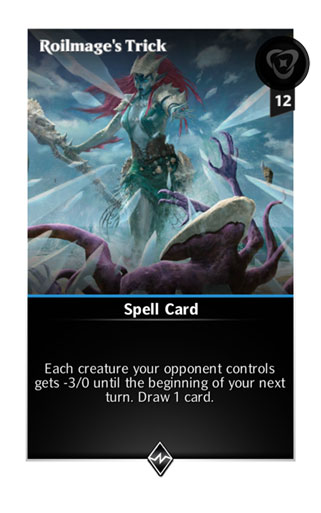 Roilmage's Trick
12
Spell Card
Each creature your opponent controls
gets -3/0 until the beginning of your next
turn. Draw 1 card.